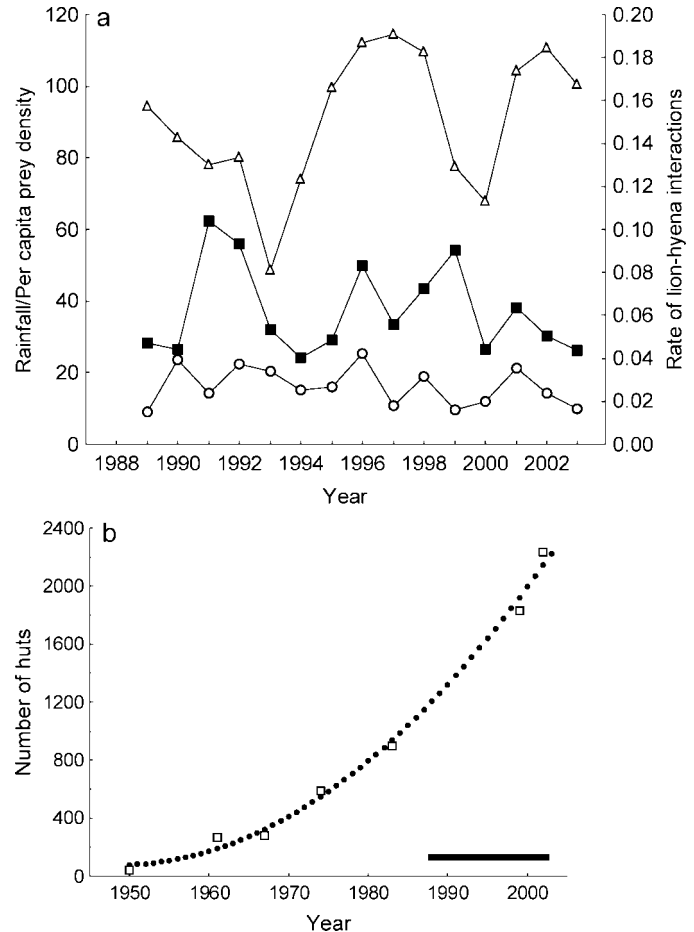 a
120
100
80
60
40
20
0
Rainfall/Per capita prey density
0.20
0.18
0.16
0.14
0.12
0.10
0.08
0.06
0.04
0.02
0.00
Rate of lion-hyena interactions
1988 1990 1992 1994 1996 1998 2000 2002
Year
b
2400
2000
1600
1200
800
400
0
Number of huts
1950 1960 1970 1980 1990 2000
Year